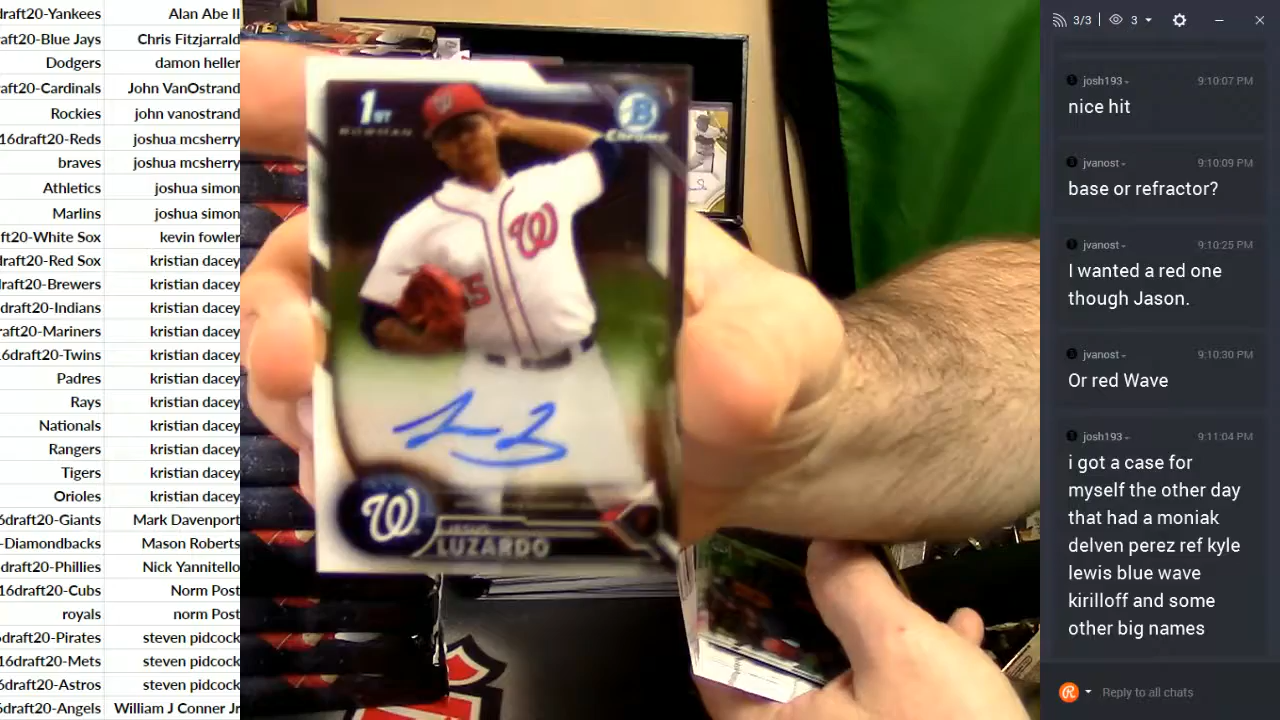 draft20-Yankees Alan Abe II
raft20-Blue Jays Chris Fitzjarrald
Dodgers damon heller
raft20-Cardinals John VanOstrand
Rockies john vanostrand
16draft20-Reds joshua mcsherry
braves joshua mcsherry
Athletics joshua simon
Marlins joshua simon
ft20-White Sox kevin fowler
raft20-Red Sox kristian dacey
draft20-Brewers kristian dacey
draft20-Indians kristian dacey
draft20-Mariners kristian dacey
16draft20-Twins kristian dacey
Padres kristian dacey
Rays kristian dacey
Nationals kristian dacey
Rangers kristian dacey
Tigers kristian dacey
Orioles kristian dacey
6draft20-Giants Mark Davenport
-Diamondbacks Mason Roberts
-Phillies Nick Yannitello
16draft20-Cubs Norm Post
royals norm Post
draft20-Pirates steven pidcock
16draft20-Mets steven pidcock
6draft20-Astros steven pidcock
6draft20-Angels William J Conner Jr
1ST
BOWMAN
B
Chrome
W
W
5
W
JESUS
LUZARDO
3/3 3
josh193 9:10:07 PM
nice hit
jvanost 9:10:09 PM
base or refractor?
jvanost 9:10:25 PM
I wanted a red one
though Jason.
jvanost 9:10:30 PM
Or red Wave
josh193 9:11:04 PM
i got a case for
myself the other day
that had a moniak
delven perez ref kyle
lewis blue wave
kirilloff and some
other big names
Reply to all chats